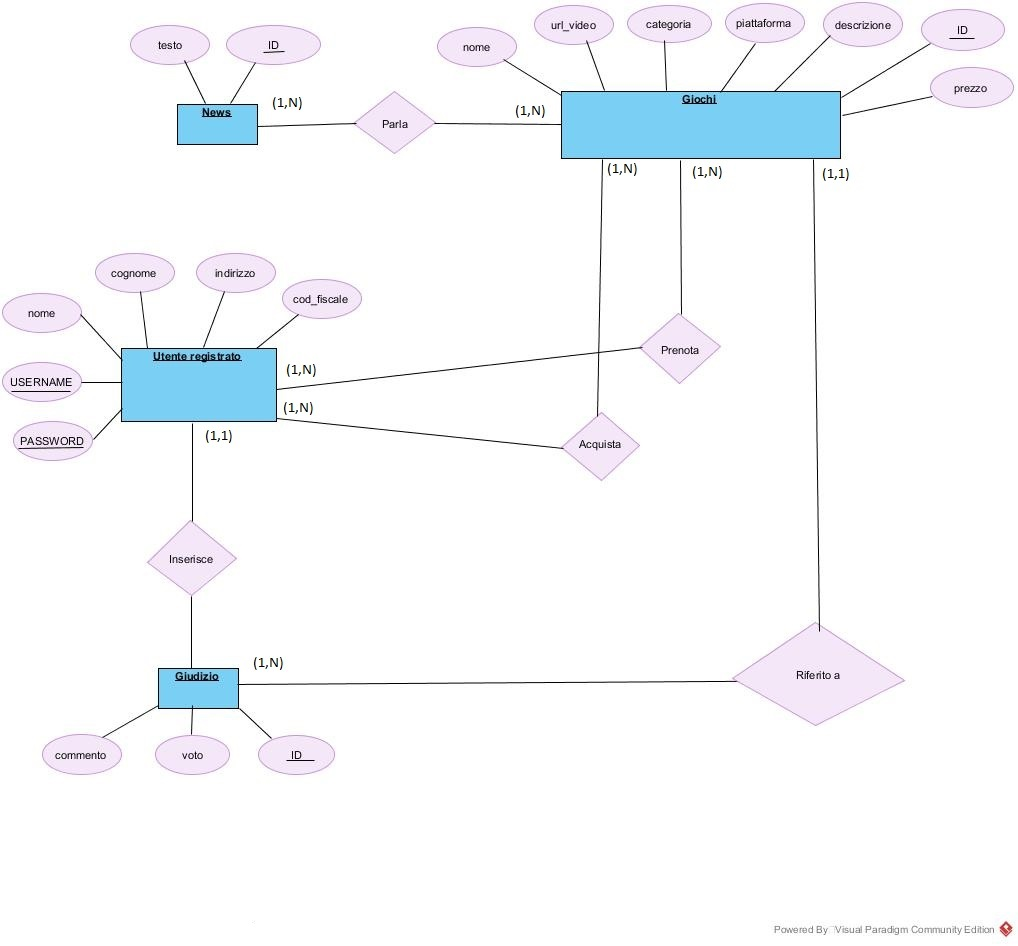 testo
ID
nome
url_video
categoria
piattaforma
descrizione
ID
prezzo
News
(1,N)
Parla
(1,N)
Giochi
(1,N)
(1,N)
(1,1)
nome
cognome
indirizzo
cod_fiscale
USERNAME
PASSWORD
Utente registrato
(1,N)
(1,N)
(1,1)
Prenota
Acquista
Inserisce
Giudizio
(1,N)
Riferito a
commento
voto
ID
Powered By Visual Paradigm Community Edition